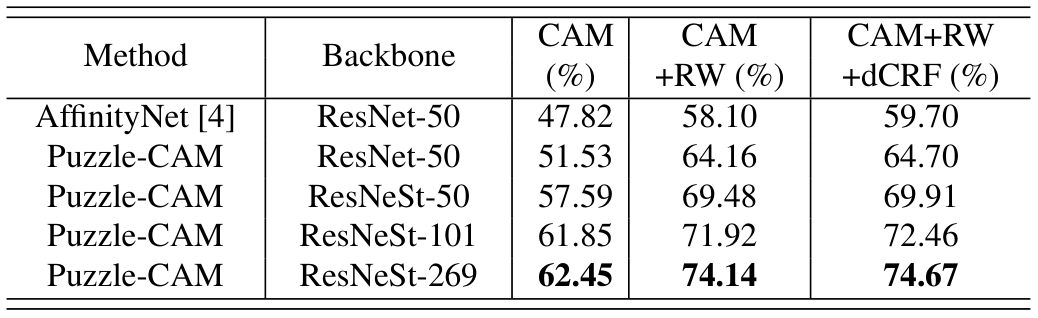 Method Backbone CAM (%) CAM +RW (%) CAM+RW +dCRF (%)
AffinityNet [4] ResNet-50 47.82 58.10 59.70
Puzzle-CAM ResNet-50 51.53 64.16 64.70
Puzzle-CAM ResNeSt-50 57.59 69.48 69.91
Puzzle-CAM ResNeSt-101 61.85 71.92 72.46
Puzzle-CAM ResNeSt-269 62.45 74.14 74.67